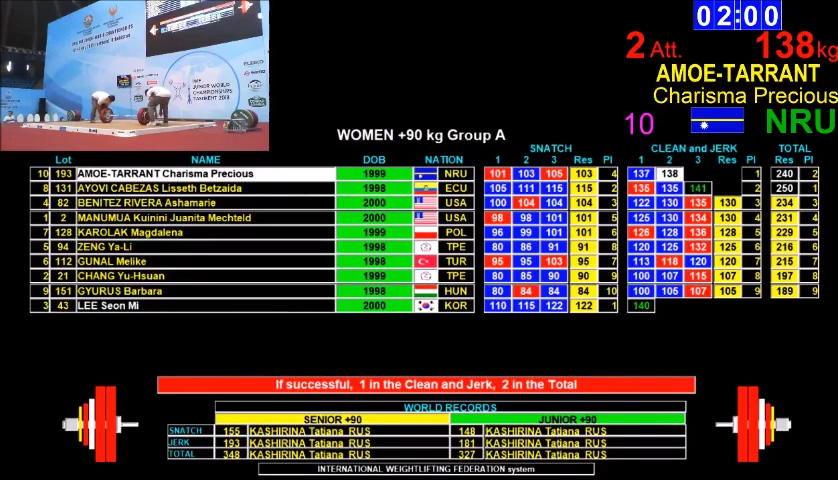 02:00
2 Att. 138kg
AMOE-TARRANT
Charisma Precious
10 NRU
IWF
JUNIOR WORLD
CHAMPIONSHIPS
TASHKENT 2018
WOMEN +90 kg Group A
SNATCH CLEAN and JERK TOTAL
Lot NAME DOB NATION 1 2 3 Res Pl 1 2 3 Res Pl Res Pl
10 193 AMOE-TARRANT Charisma Precious 1999 NRU 101 103 105 103 4 137 138 1 240 2
8 131 AYOVI CABEZAS Lisseth Betzaida 1998 ECU 105 111 115 115 2 135 135 141 2 250 1
4 82 BENITEZ RIVERA Ashamarie 2000 USA 100 104 104 104 3 122 130 135 130 3 234 3
1 2 MANUMUA Kuinini Juanita Mechteld 2000 USA 98 98 101 101 5 125 130 134 130 4 231 4
7 128 KAROLAK Magdalena 1998 POL 96 99 101 101 6 126 128 136 128 5 229 5
5 94 ZENG Ya-Li 1998 TPE 80 86 91 91 8 120 125 132 125 6 216 6
6 112 GUNAL Melike 1998 TUR 95 95 103 95 7 113 118 120 120 7 215 7
2 21 CHANG Yu-Hsuan 1999 TPE 80 85 90 90 9 100 107 115 107 8 197 8
9 151 GYURUS Barbara 1998 HUN 80 84 84 84 10 100 105 107 105 9 189 9
3 43 LEE Seon Mi 2000 KOR 110 115 122 122 1 140
If successful, 1 in the Clean and Jerk, 2 in the Total
WORLD RECORDS
SENIOR +90 JUNIOR +90
SNATCH 155 KASHIRINA Tatiana RUS 148 KASHIRINA Tatiana RUS
JERK 193 KASHIRINA Tatiana RUS 181 KASHIRINA Tatiana RUS
TOTAL 348 KASHIRINA Tatiana RUS 327 KASHIRINA Tatiana RUS
INTERNATIONAL WEIGHTLIFTING FEDERATION system